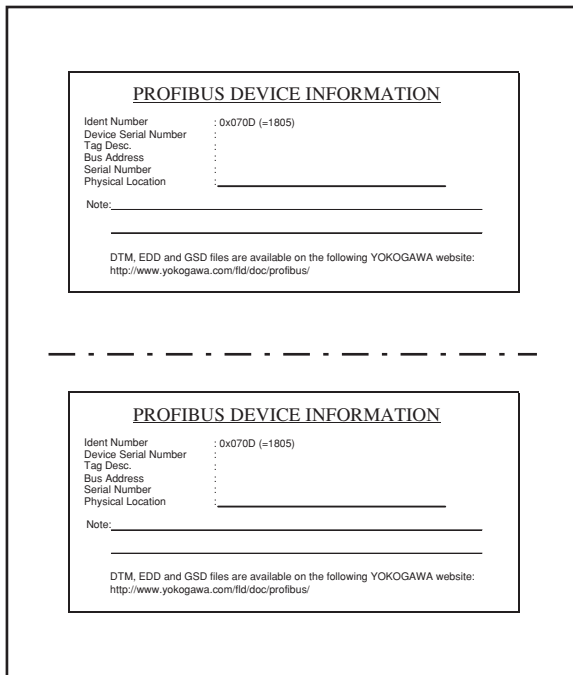 PROFIBUS DEVICE INFORMATION
Ident Number : 0x070D (=1805)
Device Serial Number :
Tag Desc. :
Bus Address :
Serial Number :
Physical Location :
Note:
DTM, EDD and GSD files are available on the following YOKOGAWA website:
http://www.yokogawa.com/fld/doc/profibus/
PROFIBUS DEVICE INFORMATION
Ident Number : 0x070D (=1805)
Device Serial Number :
Tag Desc. :
Bus Address :
Serial Number :
Physical Location :
Note:
DTM, EDD and GSD files are available on the following YOKOGAWA website:
http://www.yokogawa.com/fld/doc/profibus/